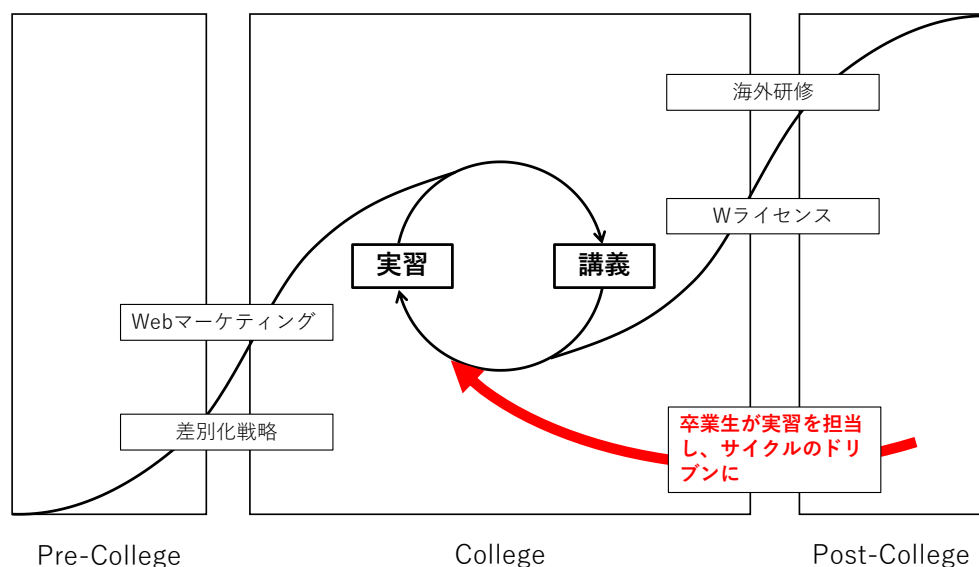 海外研修
Wライセンス
実習
講義
Webマーケティング
差別化戦略
卒業生が実習を担当
し、サイクルのドリ
ブンに
Pre-College
College
Post-College